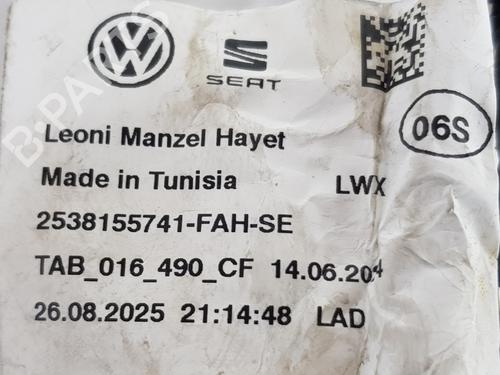 SEAT
06S
Leoni Manzel Hayet
Made in Tunisia LWX
2538155741-FAH-SE
TAB_016_490_CF 14.06.204
26.08.2025 21:14:48 LAD
B-PARTS